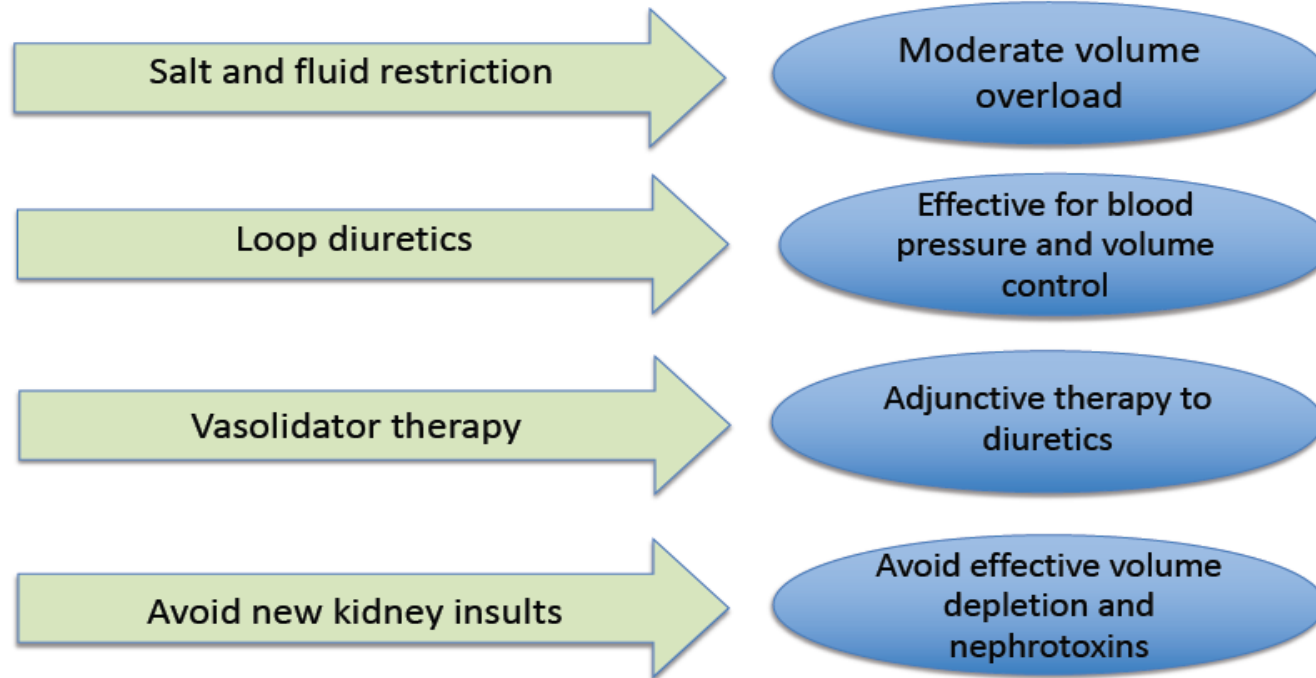 Salt and fluid restriction
Moderate volume
overload
Loop diuretics
Effective for blood
pressure and volume
control
Vasolidator therapy
Adjunctive therapy to
diuretics
Avoid new kidney insults
Avoid effective volume
depletion and
nephrotoxins